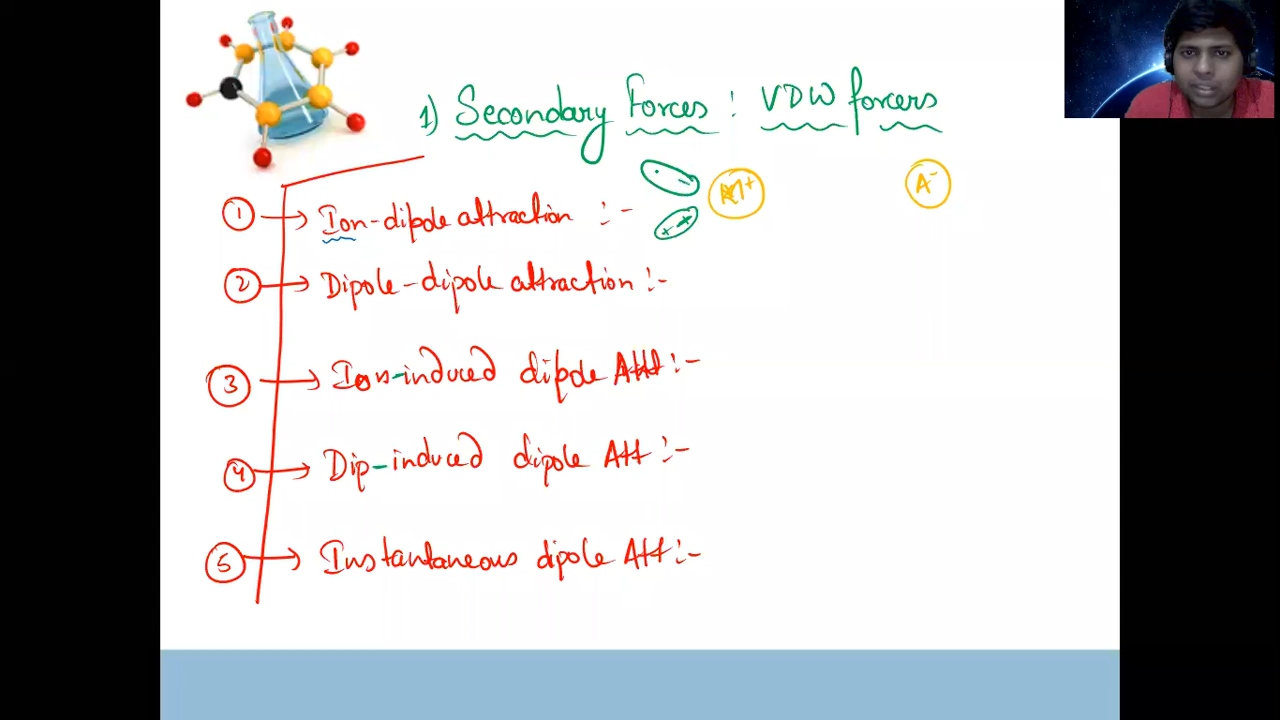 1) Secondary Forces : VDW forcers
1 → Ion-dipole attraction :-
- M+ A-
++
2 → Dipole-dipole attraction :-
3 → Ion-induced dipole Att :-
4 → Dip-induced dipole Att :-
5 → Instantaneous dipole Att :-